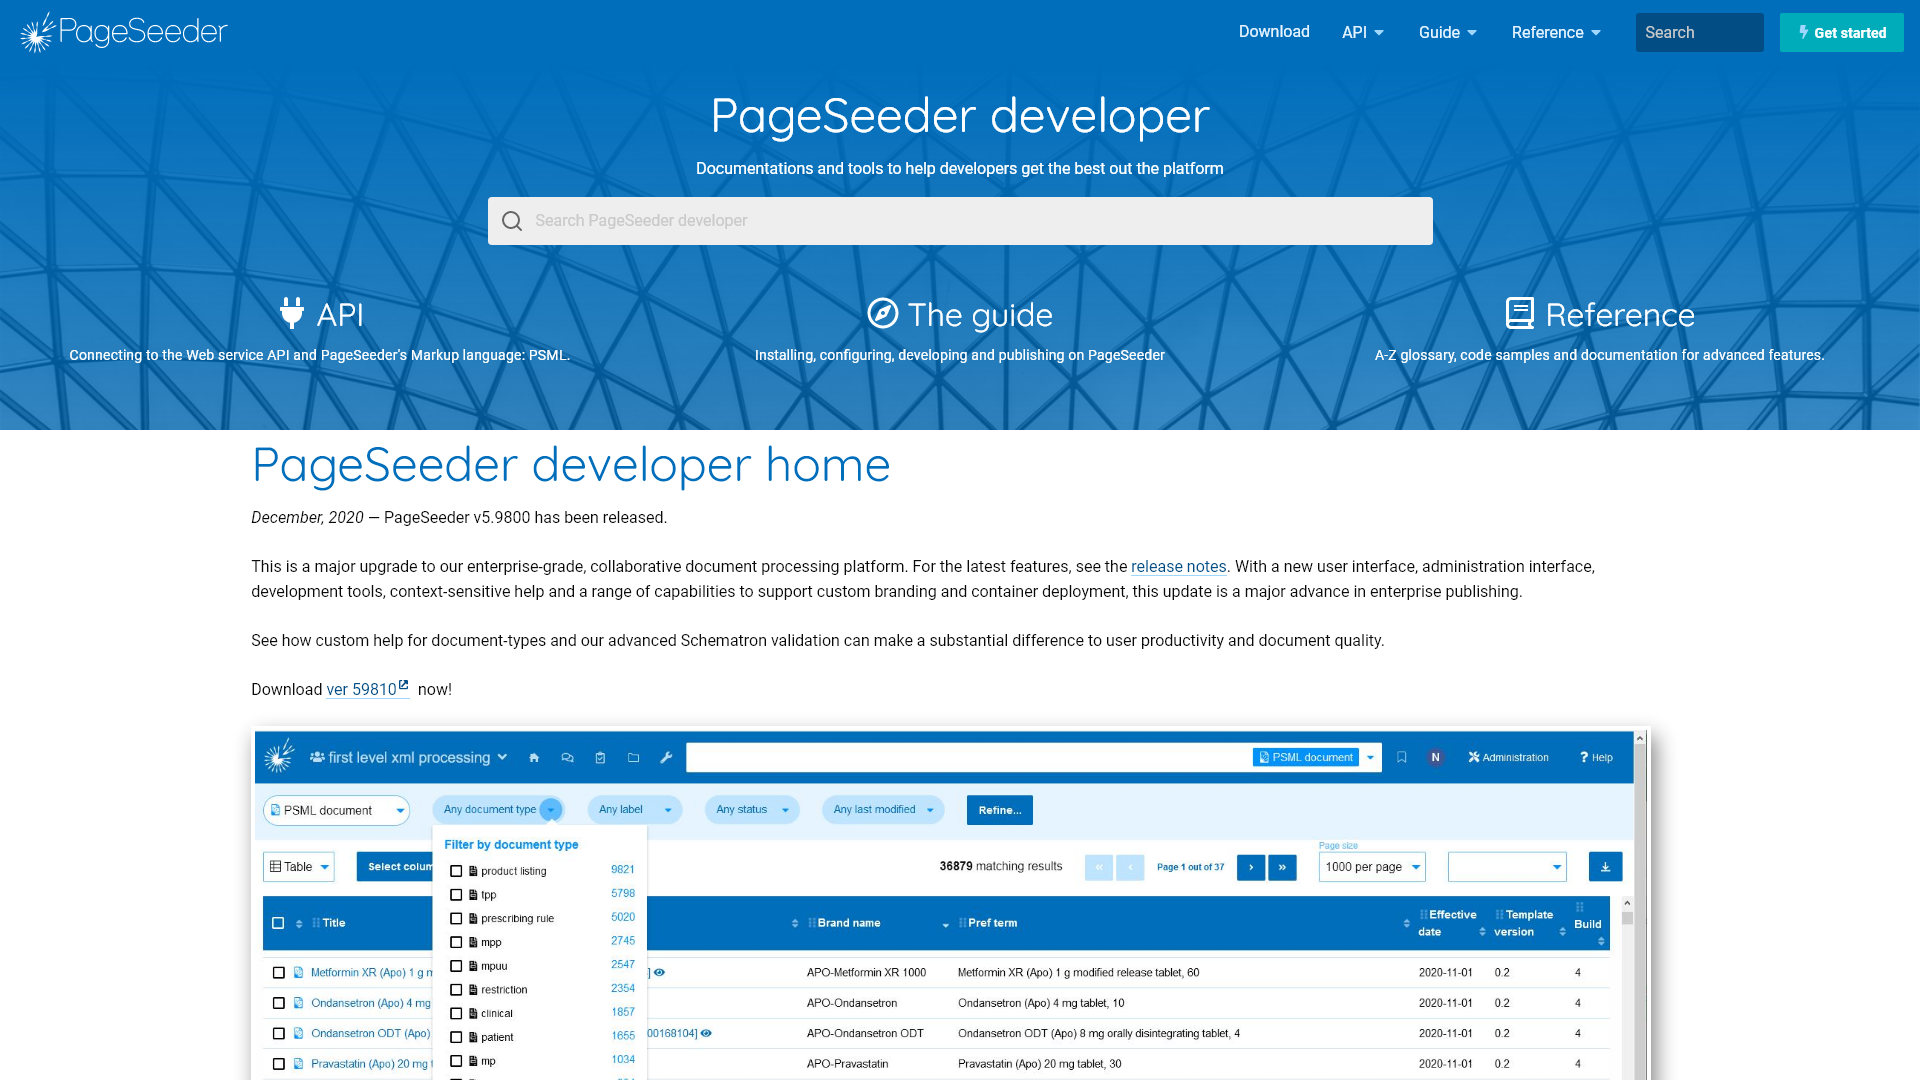 PageSeeder
Download
API
Guide
Reference
Search
Get started
PageSeeder developer
Documentations and tools to help developers get the best out the platform
Search PageSeeder developer
API
Connecting to the Web service API and PageSeeder's Markup language: PSML.
The guide
Installing, configuring, developing and publishing on PageSeeder
Reference
A-Z glossary, code samples and documentation for advanced features.
PageSeeder developer home
December, 2020 — PageSeeder v5.9800 has been released.
This is a major upgrade to our enterprise-grade, collaborative document processing platform. For the latest features, see the release notes. With a new user interface, administration interface,
development tools, context-sensitive help and a range of capabilities to support custom branding and container deployment, this update is a major advance in enterprise publishing.
See how custom help for document-types and our advanced Schematron validation can make a substantial difference to user productivity and document quality.
Download ver 59810 now!
first level xml processing
PSML document
N
Administration
? Help
PSML document
Any document type
Any label
Any status
Any last modified
Refine...
Filter by document type
product listing 9821
tpp 5798
prescribing rule 5020
mpp 2745
mpuu 2547
restriction 2354
clinical 1857
patient 1655
mp 1034
Table
Select colum
36879 matching results
« ‹ Page 1 out of 37 › »
Page size
1000 per page
Title
Brand name
Pref term
Effective date
Template version
Build
Metformin XR (Apo) 1 g m ] APO-Metformin XR 1000 Metformin XR (Apo) 1 g modified release tablet, 60 2020-11-01 0.2 4
Ondansetron (Apo) 4 mg APO-Ondansetron Ondansetron (Apo) 4 mg tablet, 10 2020-11-01 0.2 4
Ondansetron ODT (Apo) 00168104] APO-Ondansetron ODT Ondansetron ODT (Apo) 8 mg orally disintegrating tablet, 4 2020-11-01 0.2 4
Pravastatin (Apo) 20 mg t APO-Pravastatin Pravastatin (Apo) 20 mg tablet, 30 2020-11-01 0.2 4